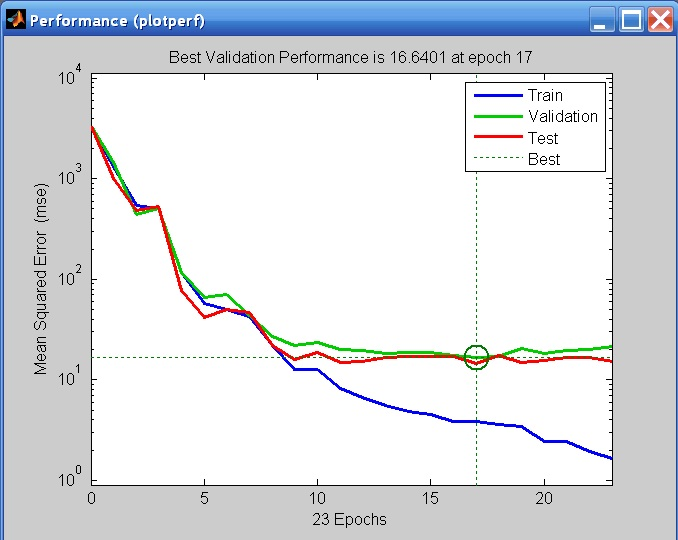 Performance (plotperf)
Best Validation Performance is 16.6401 at epoch 17
Train
Validation
Test
Best
Mean Squared Error (mse)
10^4
10^3
10^2
10^1
10^0
0 5 10 15 20
23 Epochs